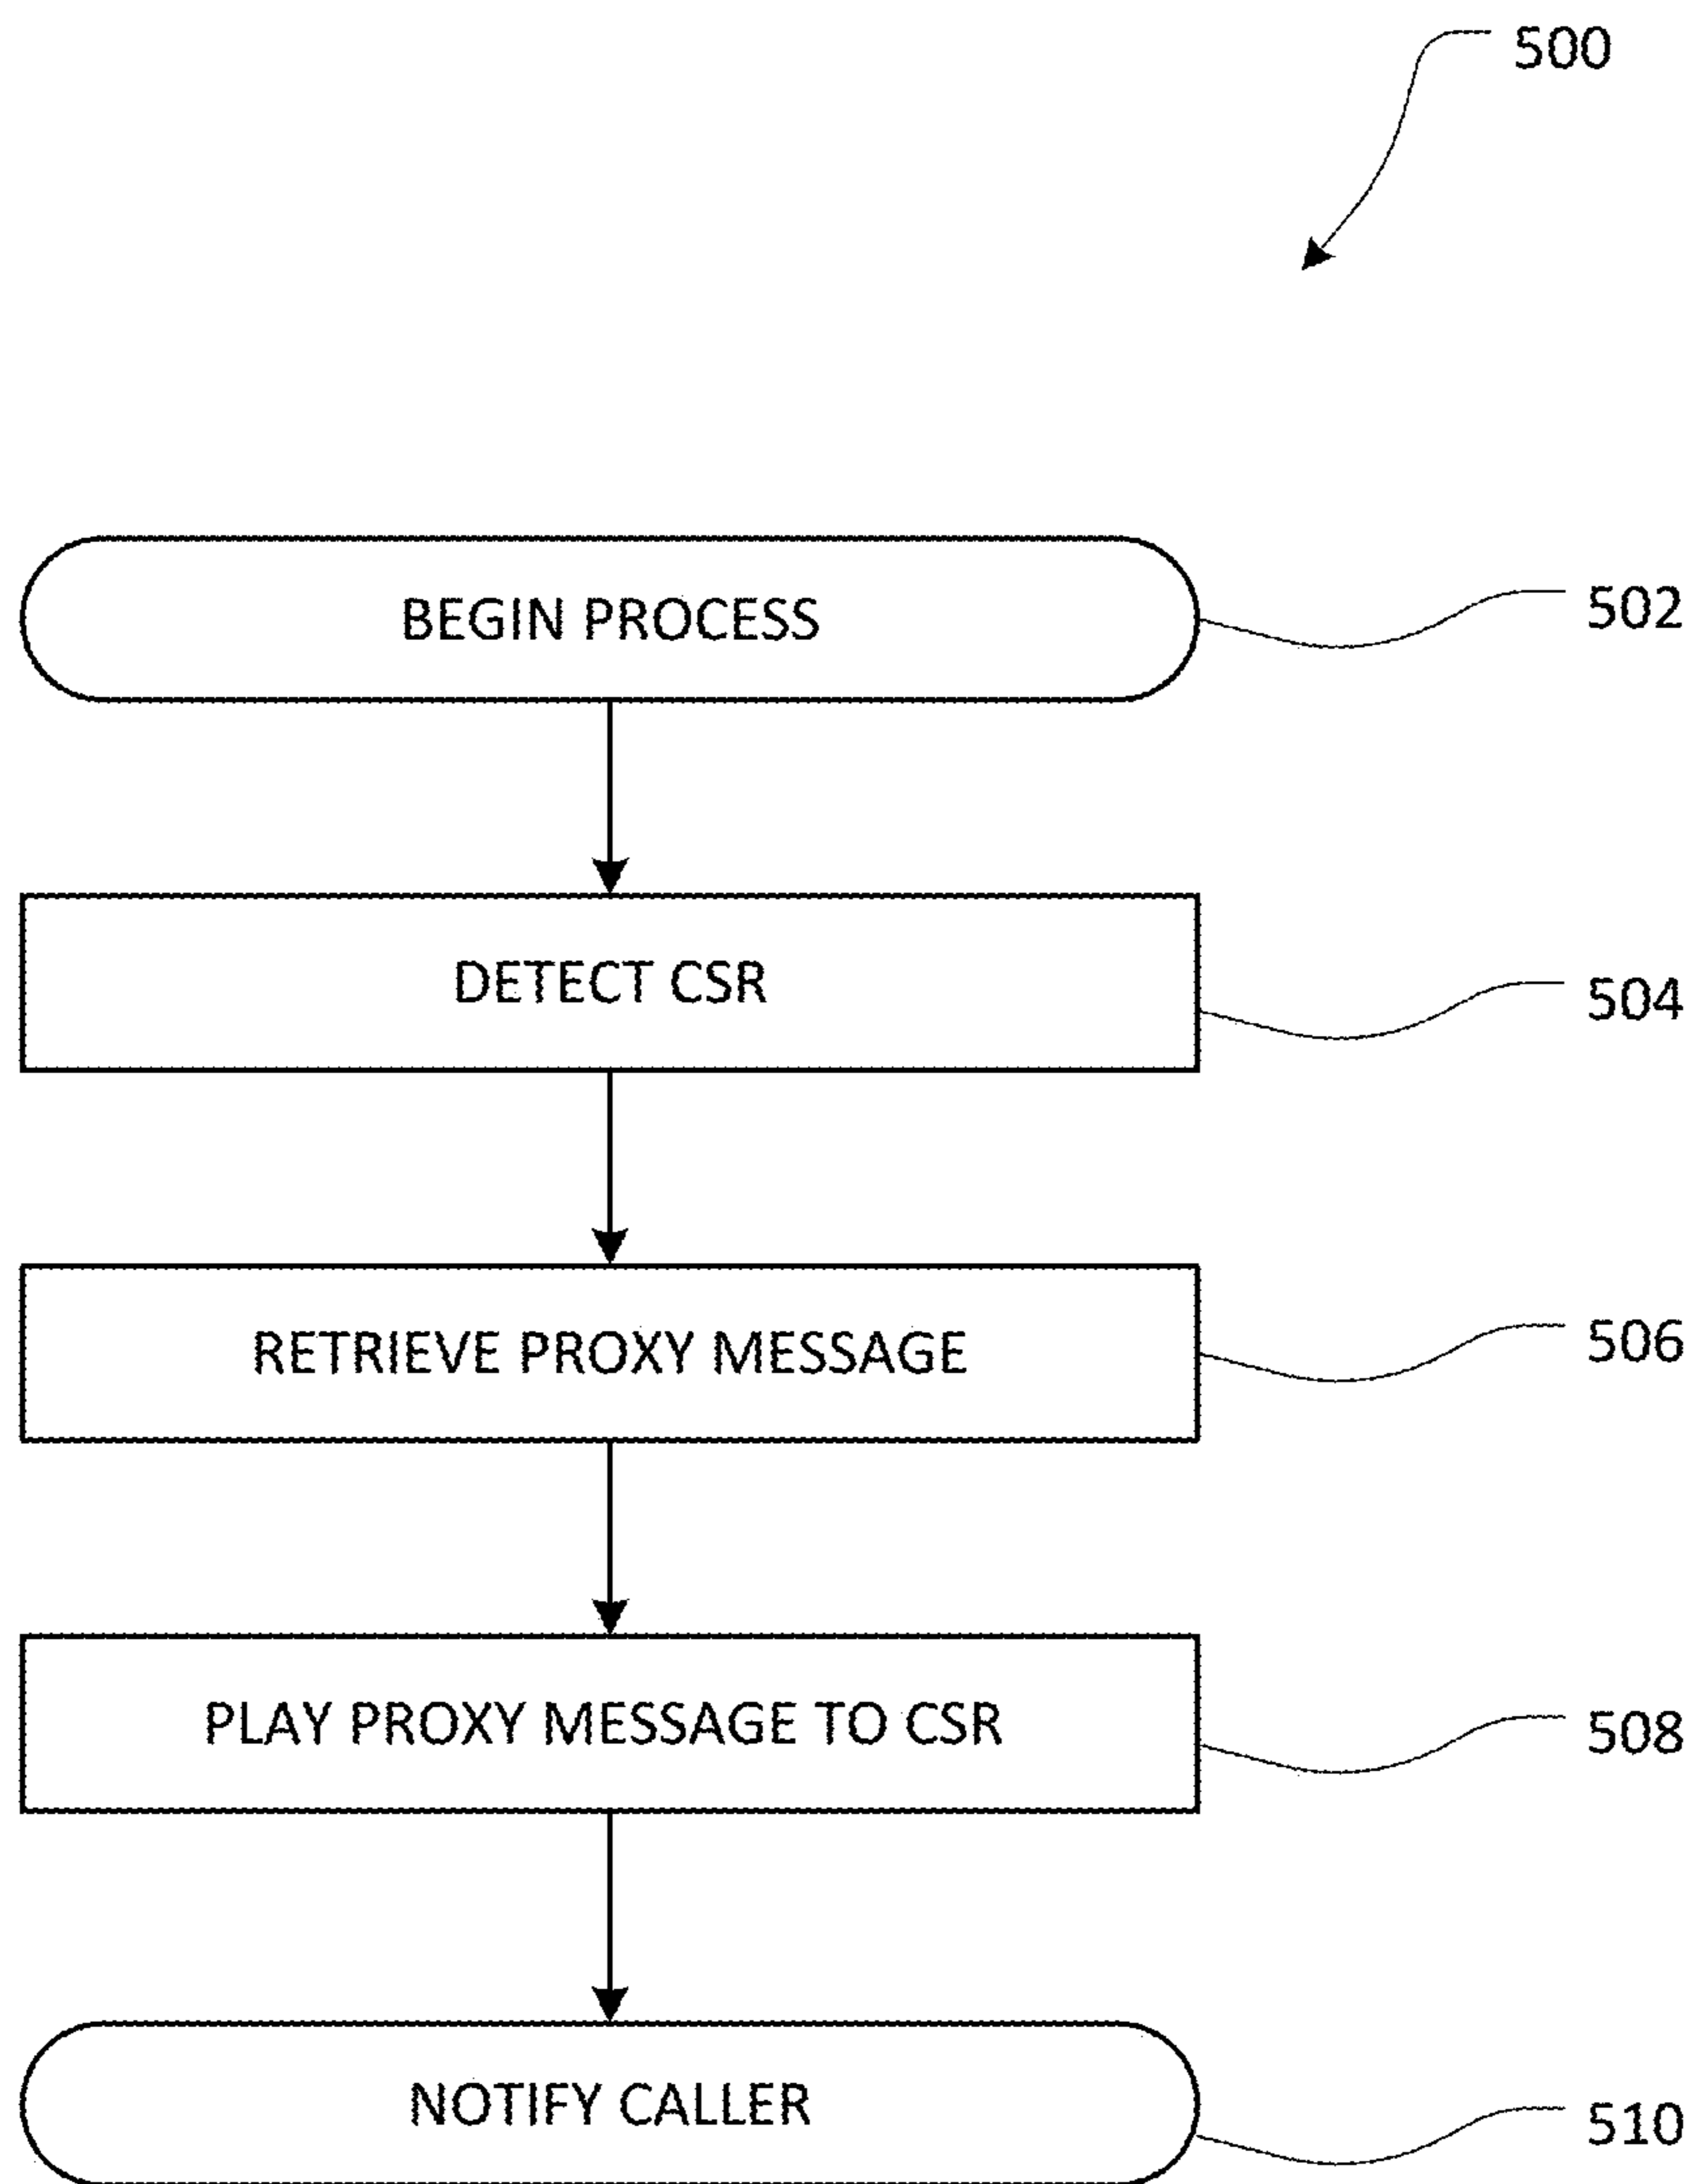 500
BEGIN PROCESS
502
DETECT CSR
504
RETRIEVE PROXY MESSAGE
506
PLAY PROXY MESSAGE TO CSR
508
NOTIFY CALLER
510